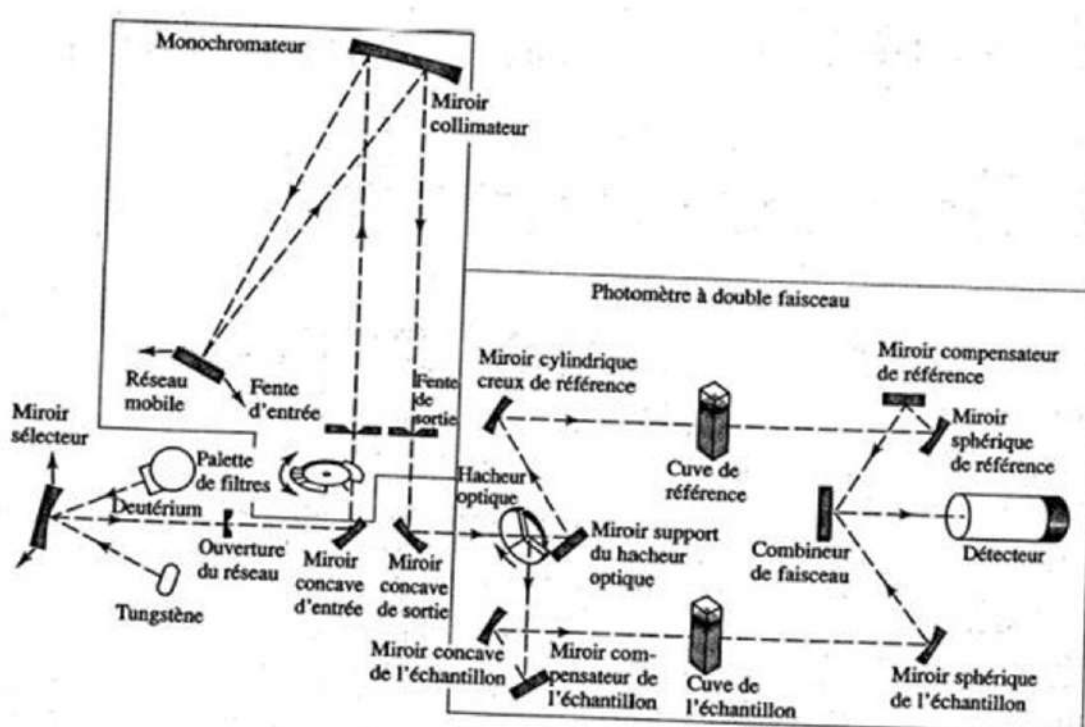 Monochromateur
Miroir
collimateur
Photomètre à double faisceau
Miroir cylindrique
creux de référence
Miroir compensateur
de référence
Réseau
mobile
Fente
d'entrée
Fente
de
sortie
Miroir
sphérique
de référence
Miroir
sélecteur
Palette
de filtres
Hacheur
optique
Cuve de
référence
Deutérium
Ouverture
du réseau
Miroir
concave
d'entrée
Miroir
concave
de sortie
Miroir support
du hacheur
optique
Combineur
de faisceau
Détecteur
Tungstène
Miroir concave
de l'échantillon
Miroir com-
pensateur de
l'échantillon
Cuve de
l'échantillon
Miroir sphérique
de l'échantillon